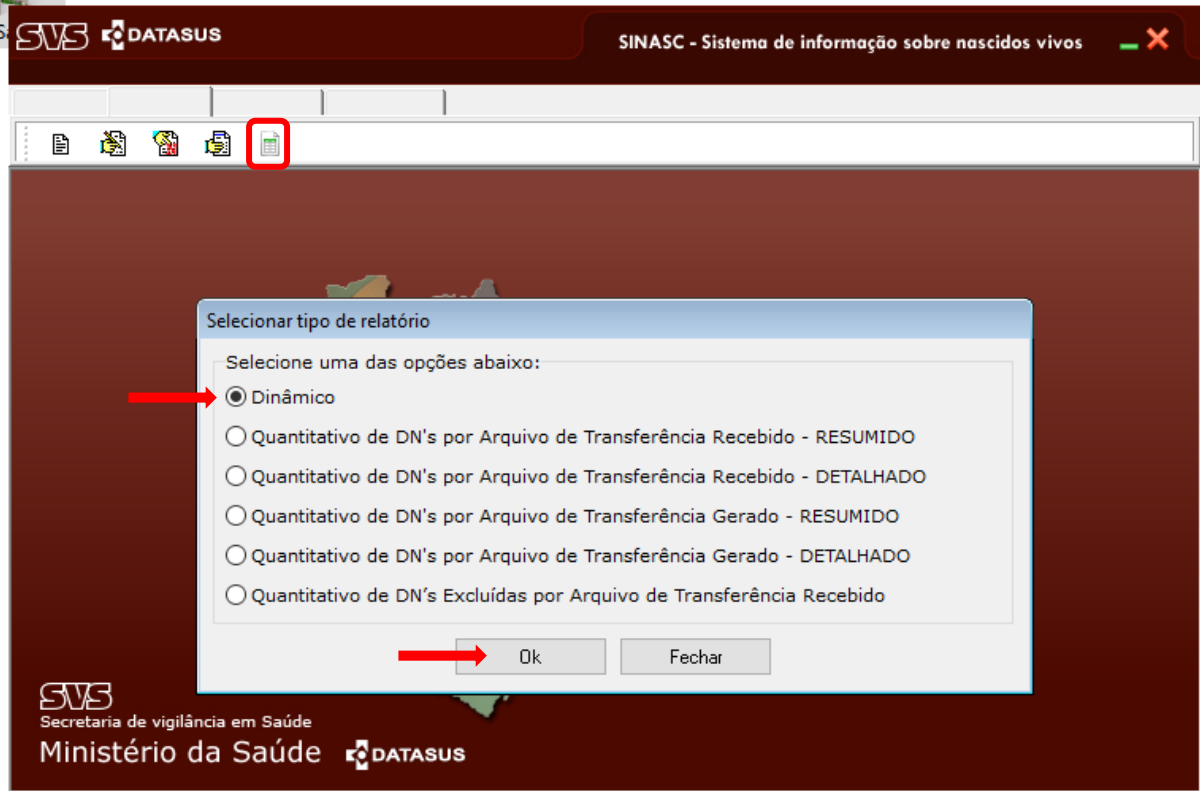 SVS DATASUS
SINASC - Sistema de informação sobre nascidos vivos
Selecionar tipo de relatório
Selecione uma das opções abaixo:
Dinâmico
Quantitativo de DN's por Arquivo de Transferência Recebido - RESUMIDO
Quantitativo de DN's por Arquivo de Transferência Recebido - DETALHADO
Quantitativo de DN's por Arquivo de Transferência Gerado - RESUMIDO
Quantitativo de DN's por Arquivo de Transferência Gerado - DETALHADO
Quantitativo de DN’s Excluídas por Arquivo de Transferência Recebido
Ok Fechar
SVS
Secretaria de vigilância em Saúde
Ministério da Saúde DATASUS